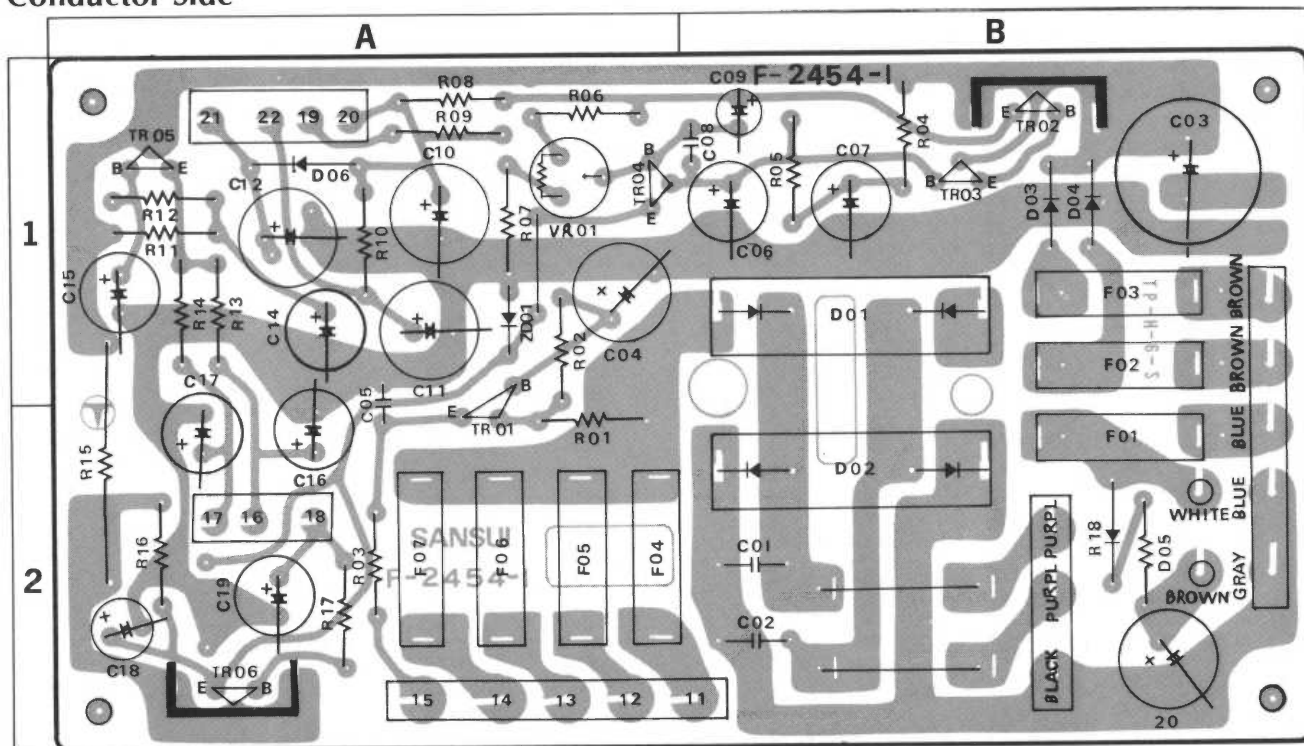 Conductor Side
A B
1
2
F-2454-1
R08
R09
R06
C09
C08
R04
E TR02 B
C03
21 22 19 20
TR05
B E
D06
C10
C12
R12
R11
R10
R07
VR01
B TR04 E
R05
C07
C06
B TR03 E
D03
D04
C15
R14
R13
C14
C11
ZD01
R02
C04
D01
F03
BROWN
TP-H-6-S
F02
BROWN
C17
C05
E TR01 B
R01
C16
F01
BLUE
R15
D02
17 16 18
R16
SANSUI
F-2454-1
F07
F06
F05
F04
R03
C01
C02
PURPL
PURPL
BLACK
R18
D05
WHITE
BLUE
BROWN
GRAY
C19
R17
C18
E TR06 B
15 14 13 12 11
20